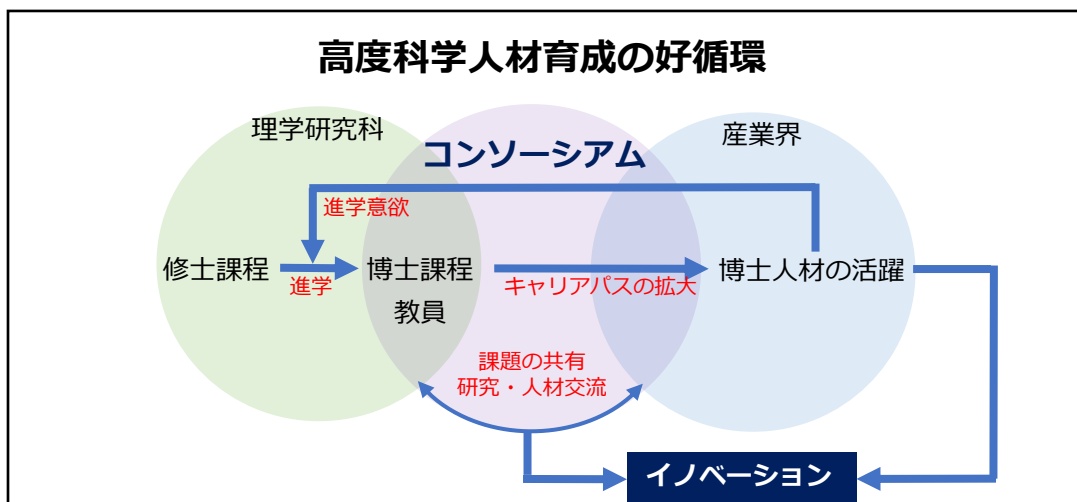 高度科学人材育成の好循環
理学研究科
コンソーシアム
産業界
進学意欲
修士課程
進学
博士課程
教員
キャリアパスの拡大
博士人材の活躍
課題の共有
研究・人材交流
イノベーション